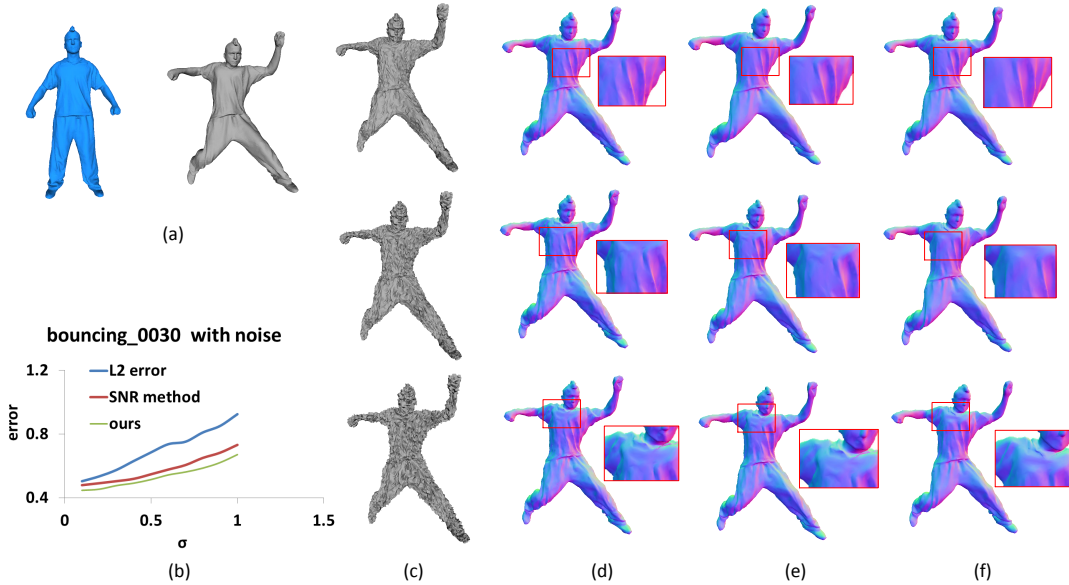 (a)
bouncing_0030 with noise
1.2
L2 error
SNR method
ours
0.8
0.4
error
0
0.5
1
1.5
σ
(b)
(c)
(d)
(e)
(f)